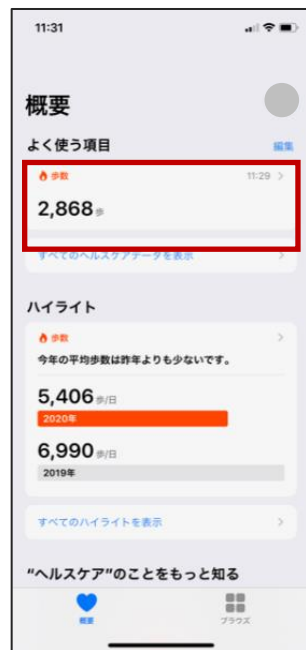 11:31
概要
よく使う項目
編集
歩数
11:29
2,868歩
すべてのヘルスケアデータを表示
ハイライト
歩数
今年の平均歩数は昨年よりも少ないです。
5,406歩/日
2020年
6,990歩/日
2019年
すべてのハイライトを表示
"ヘルスケア"のことをもっと知る
概要
ブラウズ